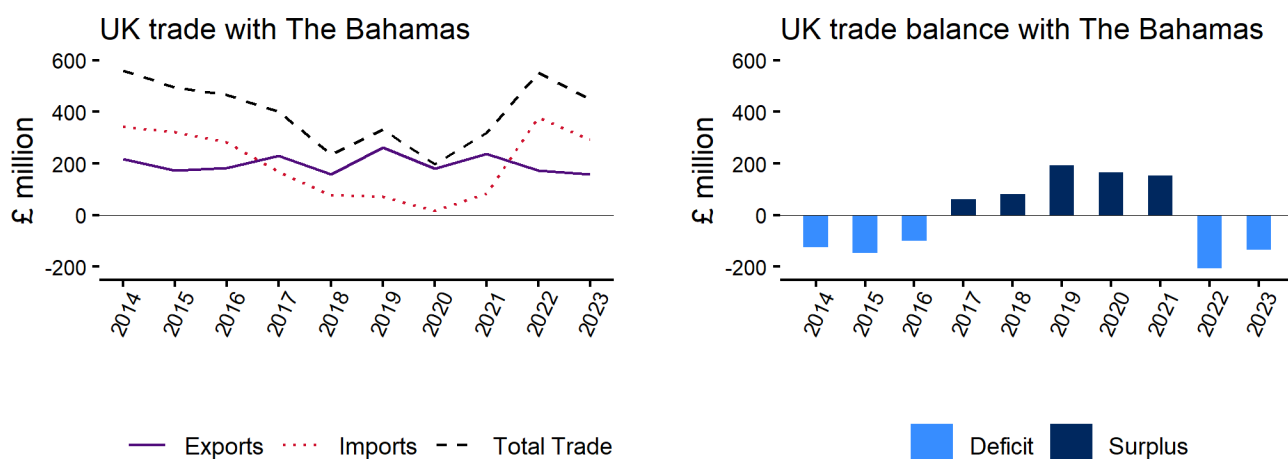 UK trade with The Bahamas
600
400
200
0
-200
£ million
2014 2015 2016 2017 2018 2019 2020 2021 2022 2023
Exports Imports Total Trade
UK trade balance with The Bahamas
600
400
200
0
-200
£ million
2014 2015 2016 2017 2018 2019 2020 2021 2022 2023
Deficit Surplus